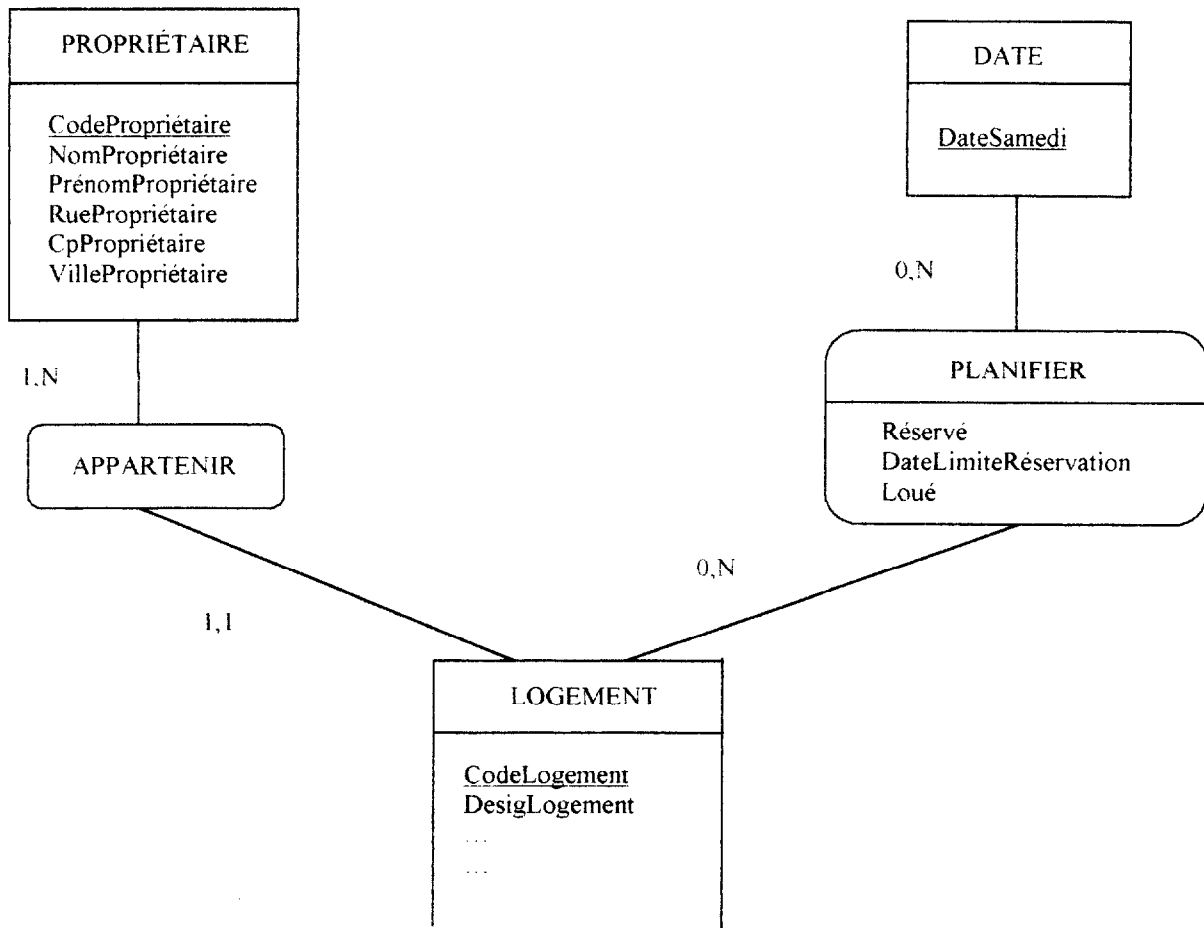 PROPRIÉTAIRE
CodePropriétaire
NomPropriétaire
PrénomPropriétaire
RuePropriétaire
CpPropriétaire
VillePropriétaire
DATE
DateSamedi
1,N
0,N
APPARTENIR
PLANIFIER
Réservé
DateLimiteRéservation
Loué
1,1
0,N
LOGEMENT
CodeLogement
DesigLogement
...
...